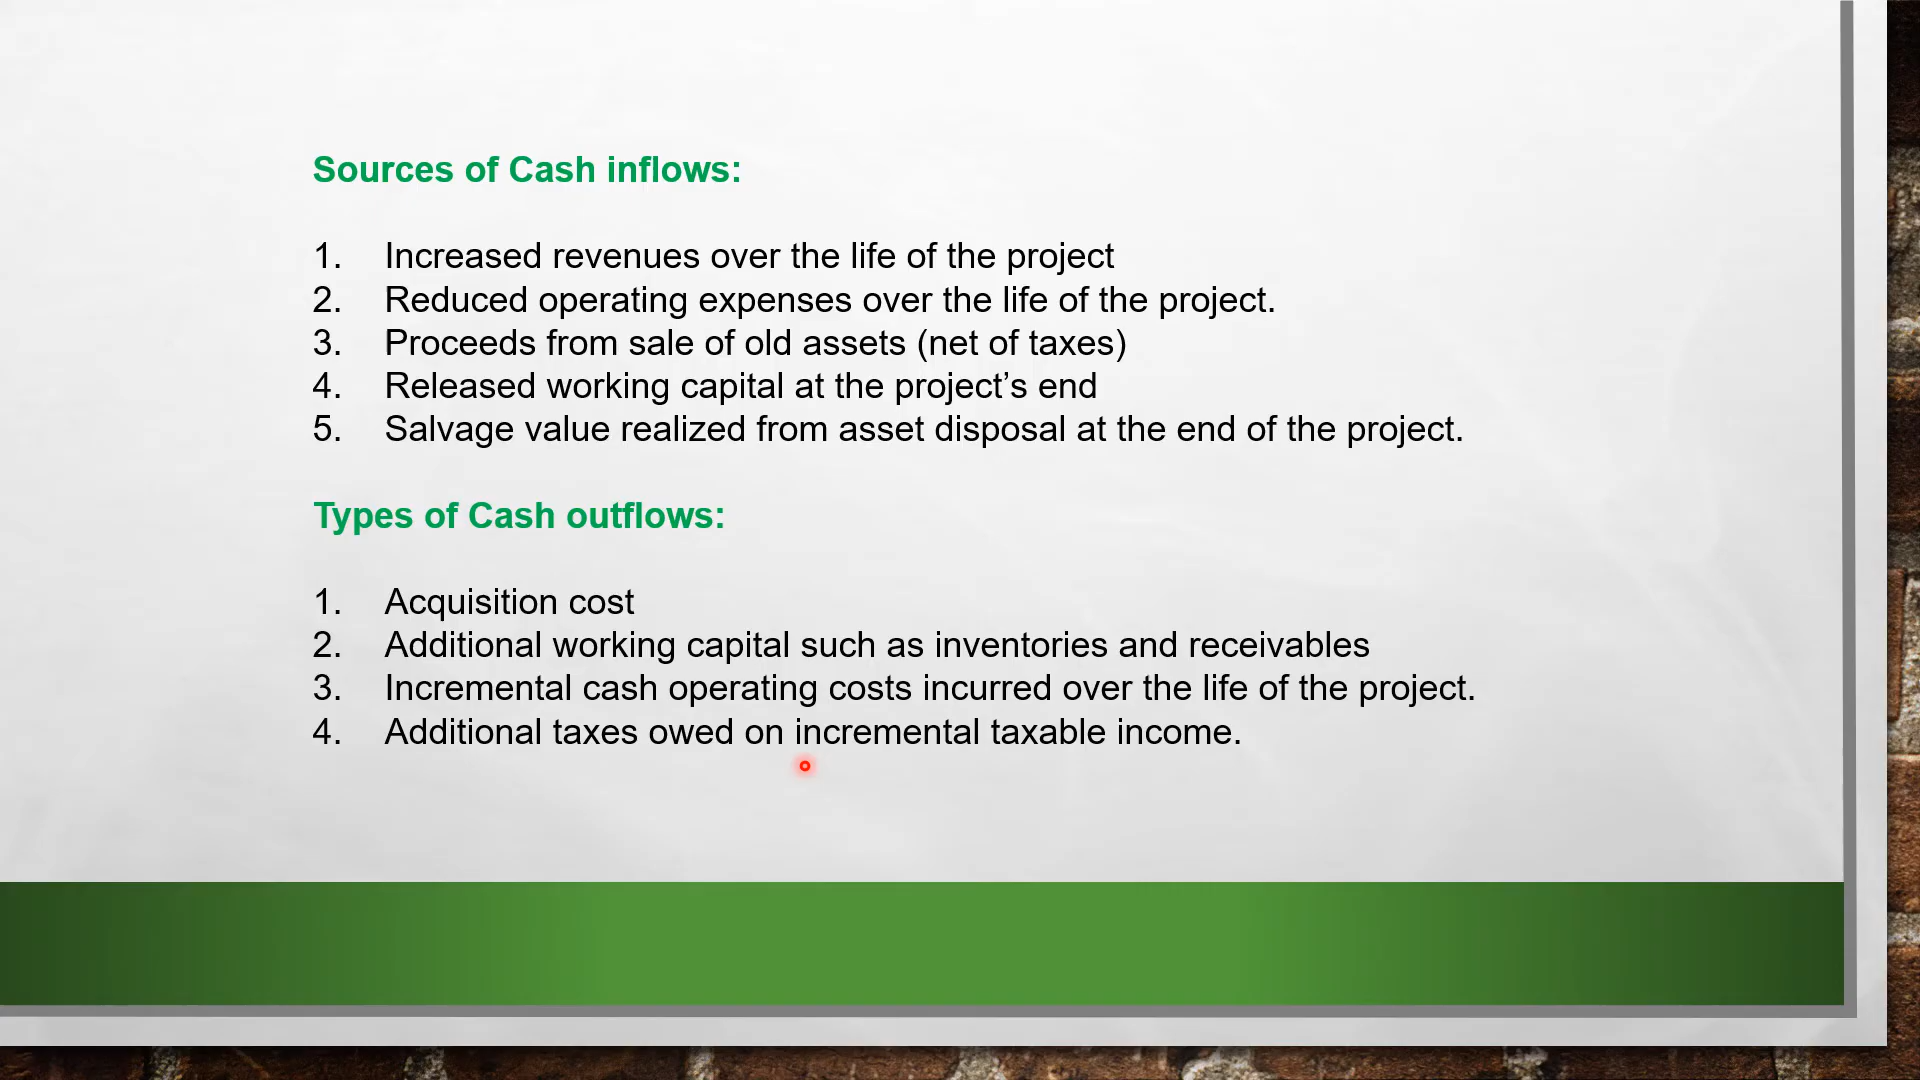 Sources of Cash inflows:
1. Increased revenues over the life of the project
2. Reduced operating expenses over the life of the project.
3. Proceeds from sale of old assets (net of taxes)
4. Released working capital at the project’s end
5. Salvage value realized from asset disposal at the end of the project.
Types of Cash outflows:
1. Acquisition cost
2. Additional working capital such as inventories and receivables
3. Incremental cash operating costs incurred over the life of the project.
4. Additional taxes owed on incremental taxable income.